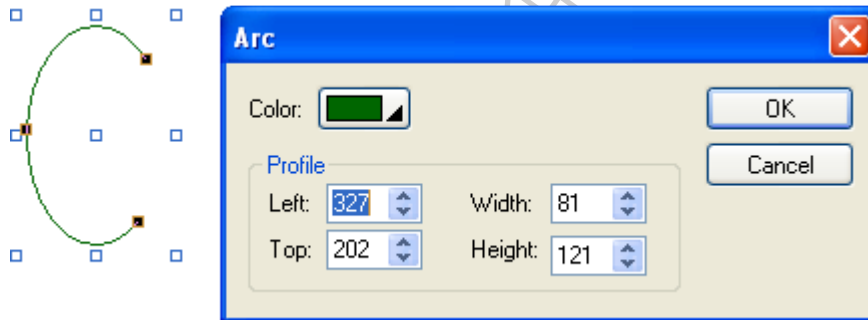 Arc
Color:
OK
Cancel
Profile
Left: 327 Width: 81
Top: 202 Height: 121